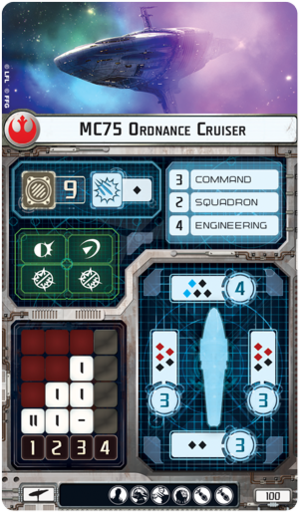 © LFL © FFG
MC75 Ordnance Cruiser
9
3 COMMAND
2 SQUADRON
4 ENGINEERING
4
3
3
3
I
I I
II I -
1 2 3 4
100